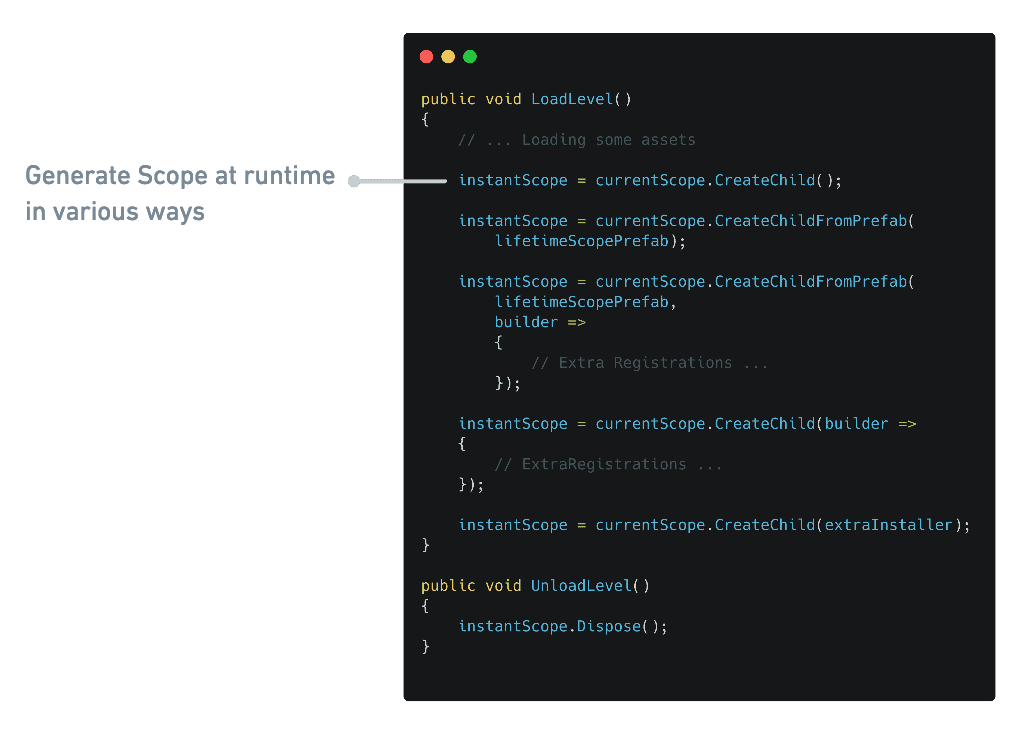 Generate Scope at runtime
in various ways
public void LoadLevel()
{
    // ... Loading some assets
    instantScope = currentScope.CreateChild();
    instantScope = currentScope.CreateChildFromPrefab(
        lifetimeScopePrefab);
    instantScope = currentScope.CreateChildFromPrefab(
        lifetimeScopePrefab,
        builder =>
        {
            // Extra Registrations ...
        });
    instantScope = currentScope.CreateChild(builder =>
    {
        // ExtraRegistrations ...
    });
    instantScope = currentScope.CreateChild(extraInstaller);
}
public void UnloadLevel()
{
    instantScope.Dispose();
}